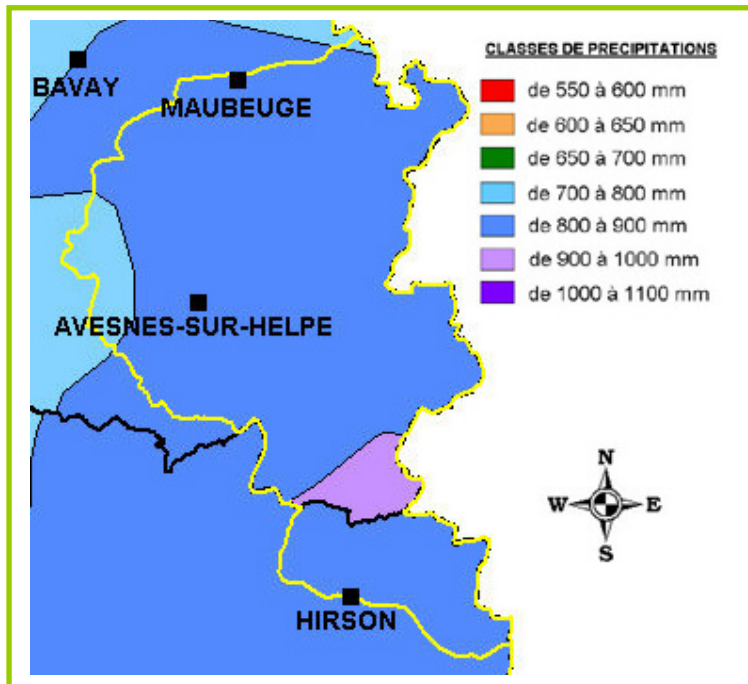 BAVAY
MAUBEUGE
AVESNES-SUR-HELPE
HIRSON
CLASSES DE PRECIPITATIONS
de 550 à 600 mm
de 600 à 650 mm
de 650 à 700 mm
de 700 à 800 mm
de 800 à 900 mm
de 900 à 1000 mm
de 1000 à 1100 mm
N
W E
S